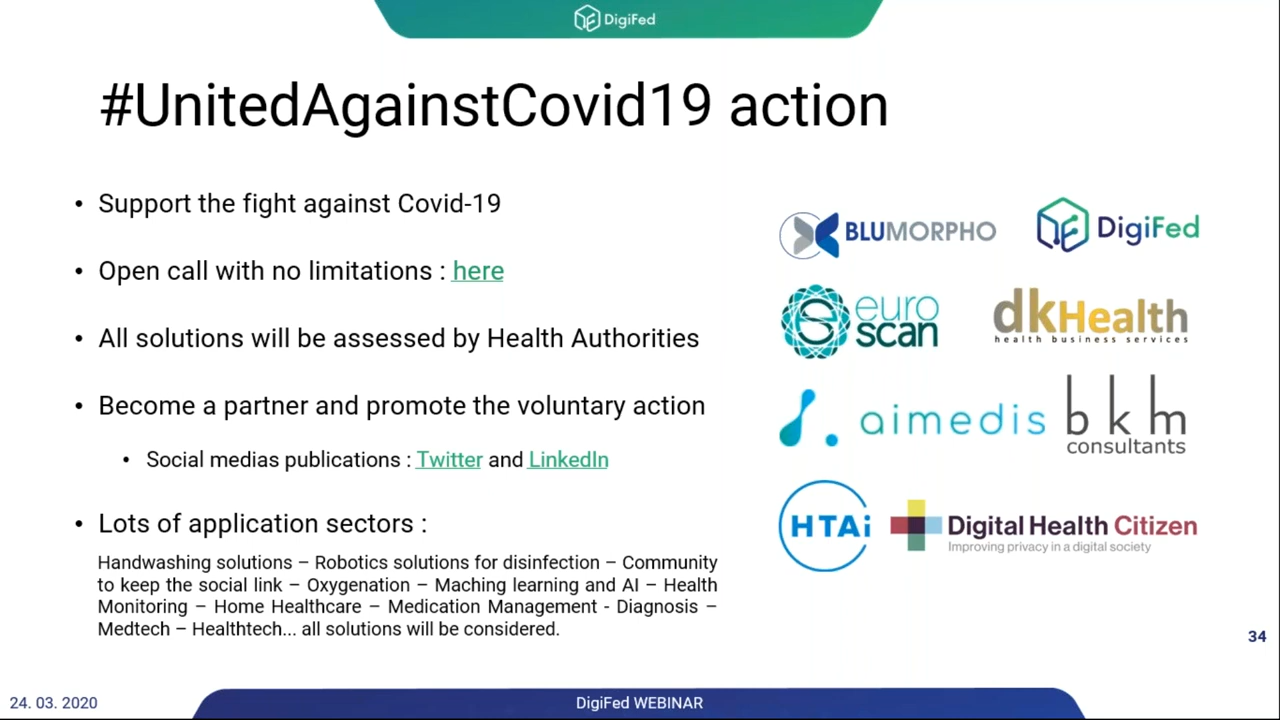 DigiFed
#UnitedAgainstCovid19 action
• Support the fight against Covid-19
• Open call with no limitations : here
• All solutions will be assessed by Health Authorities
• Become a partner and promote the voluntary action
• Social medias publications : Twitter and LinkedIn
• Lots of application sectors :
Handwashing solutions – Robotics solutions for disinfection – Community
to keep the social link – Oxygenation – Maching learning and AI – Health
Monitoring – Home Healthcare – Medication Management - Diagnosis –
Medtech – Healthtech... all solutions will be considered.
BLUMORPHO
DigiFed
euro
scan
dkHealth
health business services
aimedis
bkm
consultants
HTAi
Digital Health Citizen
Improving privacy in a digital society
34
24. 03. 2020
DigiFed WEBINAR